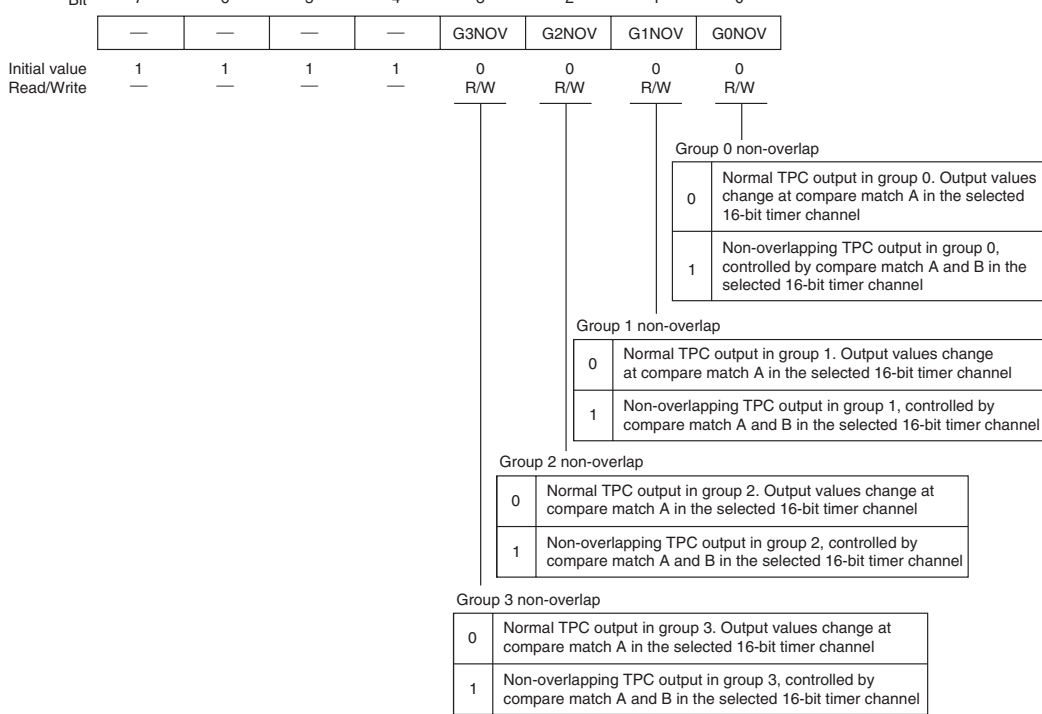 Bit 7 6 5 4 3 2 1 0
— — — — G3NOV G2NOV G1NOV G0NOV
Initial value 1 1 1 1 0 0 0 0
Read/Write — — — — R/W R/W R/W R/W
Group 0 non-overlap
0 Normal TPC output in group 0. Output values
change at compare match A in the selected
16-bit timer channel
1 Non-overlapping TPC output in group 0,
controlled by compare match A and B in the
selected 16-bit timer channel
Group 1 non-overlap
0 Normal TPC output in group 1. Output values change
at compare match A in the selected 16-bit timer channel
1 Non-overlapping TPC output in group 1, controlled by
compare match A and B in the selected 16-bit timer channel
Group 2 non-overlap
0 Normal TPC output in group 2. Output values change at
compare match A in the selected 16-bit timer channel
1 Non-overlapping TPC output in group 2, controlled by
compare match A and B in the selected 16-bit timer channel
Group 3 non-overlap
0 Normal TPC output in group 3. Output values change at
compare match A in the selected 16-bit timer channel
1 Non-overlapping TPC output in group 3, controlled by
compare match A and B in the selected 16-bit timer channel